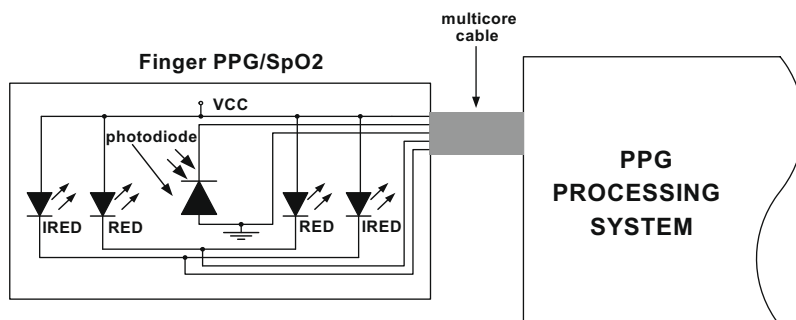 multicore
cable
Finger PPG/SpO2
VCC
photodiode
IRED
RED
RED
IRED
PPG
PROCESSING
SYSTEM